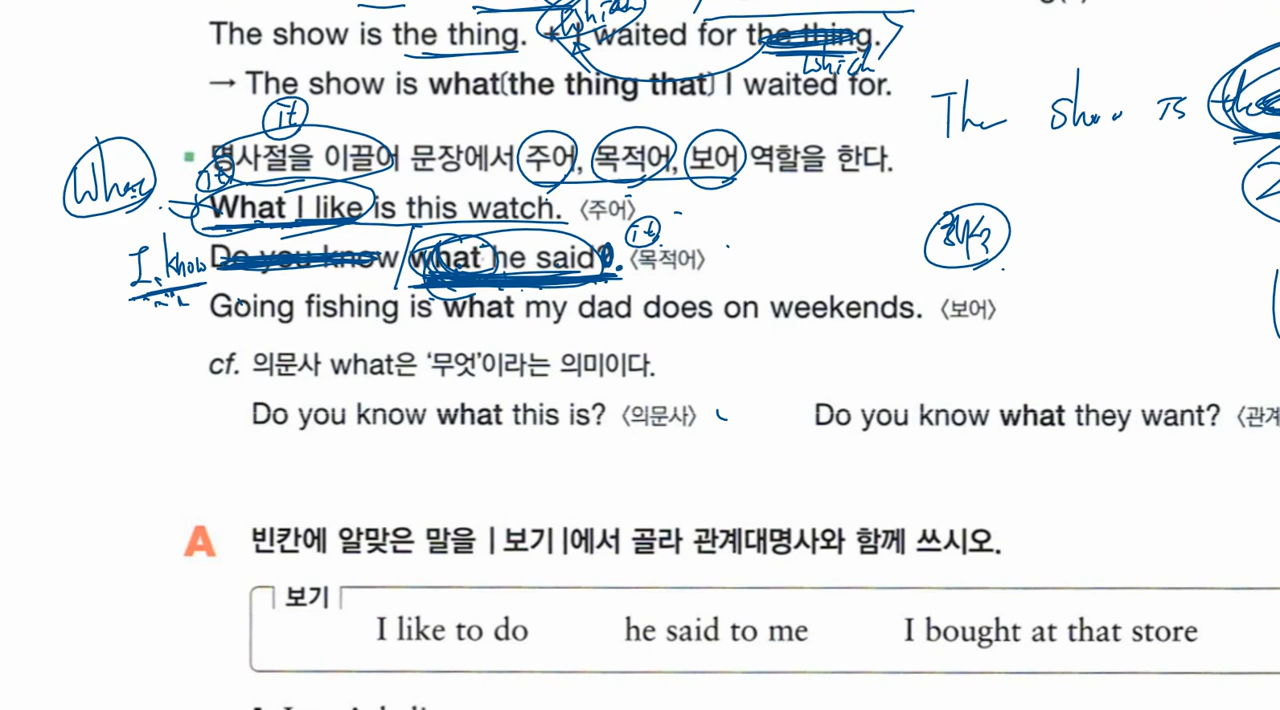 The show is the thing. + I waited for the thing.
which
→ The show is what(the thing that) I waited for.
The show is
it
명사절을 이끌어 문장에서 주어, 목적어, 보어 역할을 한다.
What
it
What I like is this watch. 〈주어〉
it
I know
Do you know what he said? 〈목적어〉
Going fishing is what my dad does on weekends. 〈보어〉
cf. 의문사 what은 '무엇'이라는 의미이다.
Do you know what this is? 〈의문사〉 Do you know what they want? 〈관계
A 빈칸에 알맞은 말을 |보기|에서 골라 관계대명사와 함께 쓰시오.
보기
I like to do he said to me I bought at that store